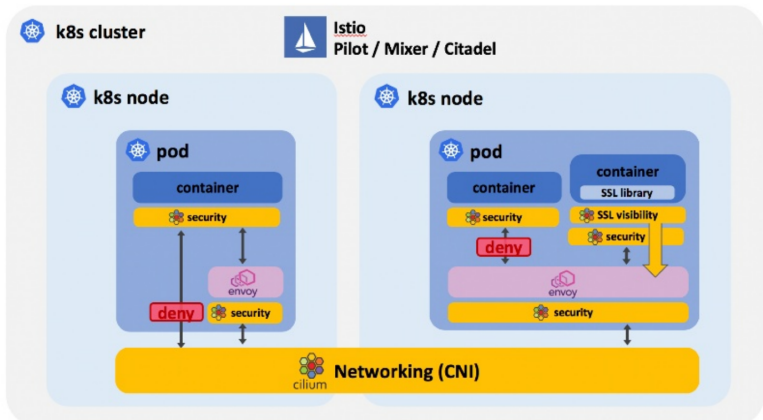 k8s cluster
Istio
Pilot / Mixer / Citadel
k8s node
pod
container
security
envoy
deny
security
k8s node
pod
container
security
deny
container
SSL library
SSL visibility
security
envoy
security
cilium
Networking (CNI)